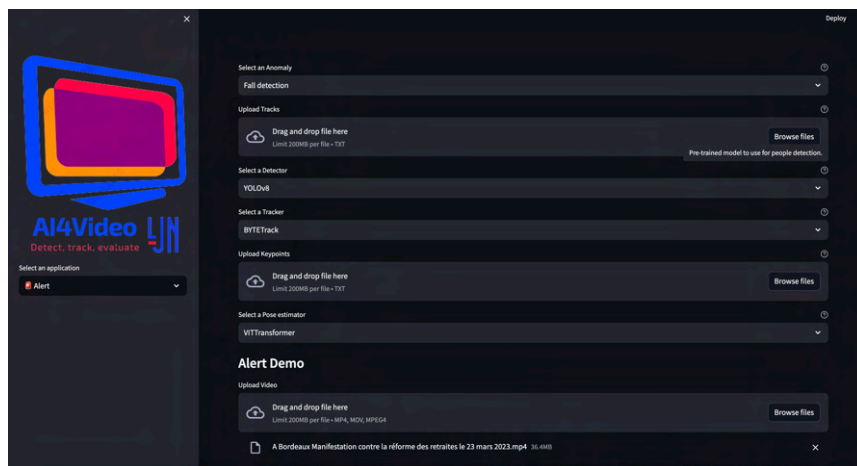 Deploy
AI4Video LJN
Detect, track, evaluate
Select an application
Alert
Select an Anomaly
Fall detection
Upload Tracks
Drag and drop file here
Limit 200MB per file • TXT
Browse files
Pre-trained model to use for people detection.
Select a Detector
YOLOv8
Select a Tracker
BYTETrack
Upload Keypoints
Drag and drop file here
Limit 200MB per file • TXT
Browse files
Select a Pose estimator
VITTransformer
Alert Demo
Upload Video
Drag and drop file here
Limit 200MB per file • MP4, MOV, MPEG4
Browse files
A Bordeaux Manifestation contre la réforme des retraites le 23 mars 2023.mp4 36.4MB